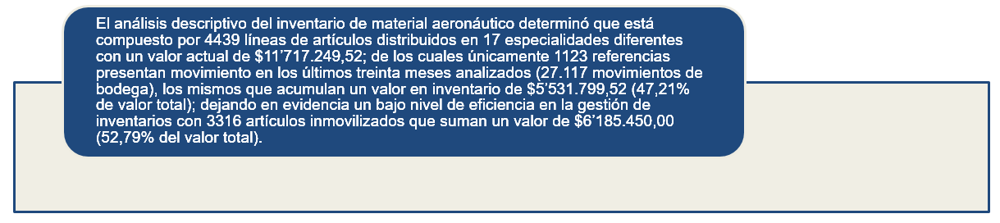 El análisis descriptivo del inventario de material aeronáutico determinó que está
compuesto por 4439 líneas de artículos distribuidos en 17 especialidades diferentes
con un valor actual de $11’717.249,52; de los cuales únicamente 1123 referencias
presentan movimiento en los últimos treinta meses analizados (27.117 movimientos de
bodega), los mismos que acumulan un valor en inventario de $5’531.799,52 (47,21%
de valor total); dejando en evidencia un bajo nivel de eficiencia en la gestión de
inventarios con 3316 artículos inmovilizados que suman un valor de $6’185.450,00
(52,79% del valor total).